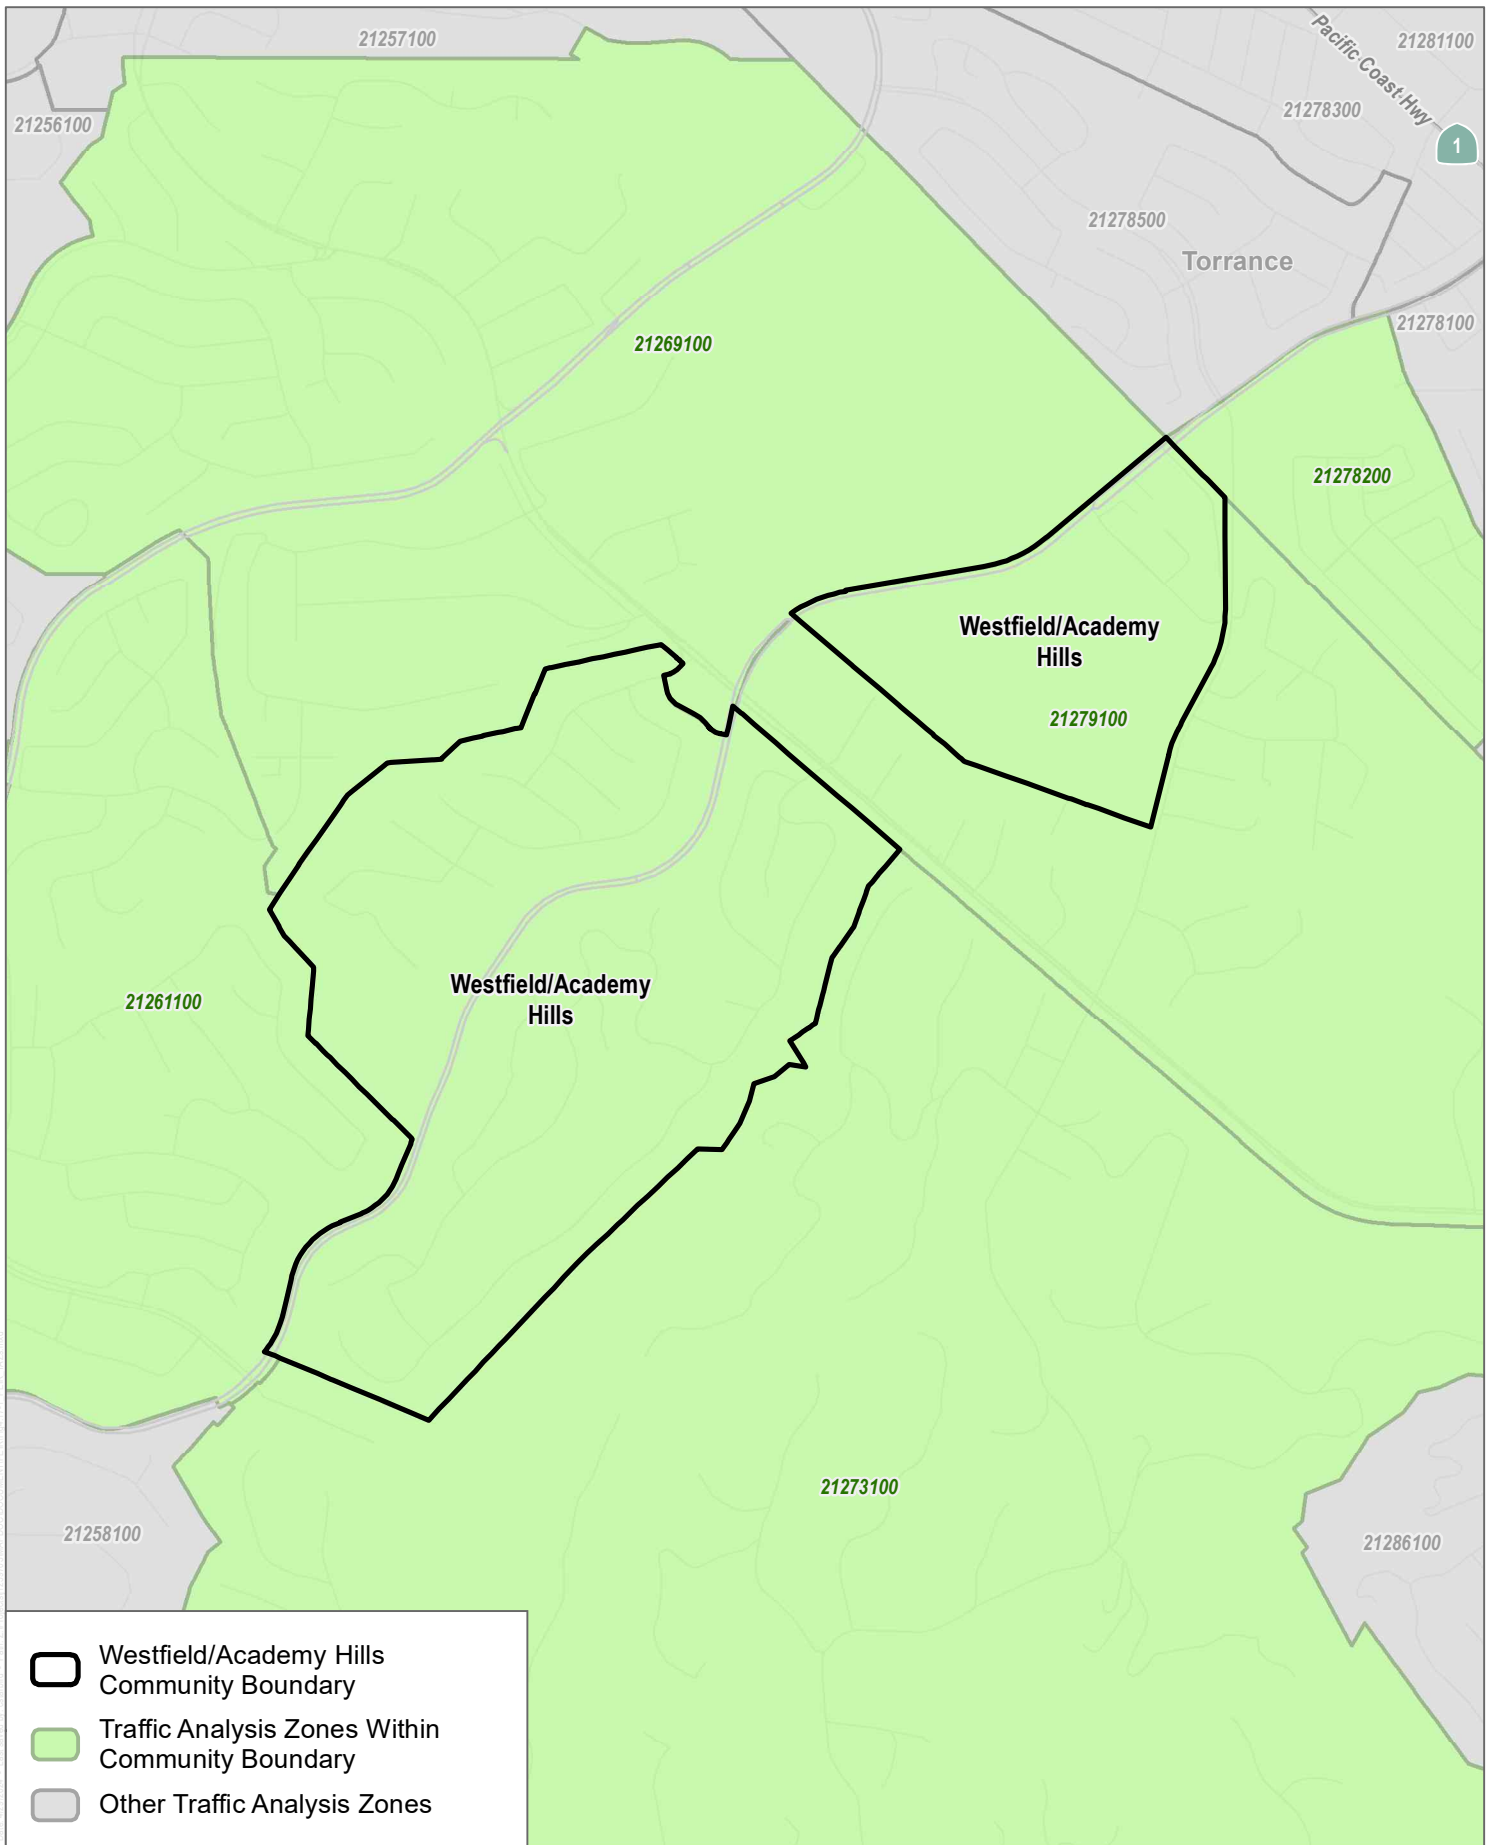 21257100
Pacific Coast Hwy
21281100
21256100
21278300
1
21278500
Torrance
21278100
21269100
21278200
Westfield/Academy
Hills
21279100
Westfield/Academy
Hills
21261100
21273100
21258100
21286100
Westfield/Academy Hills
Community Boundary
Traffic Analysis Zones Within
Community Boundary
Other Traffic Analysis Zones